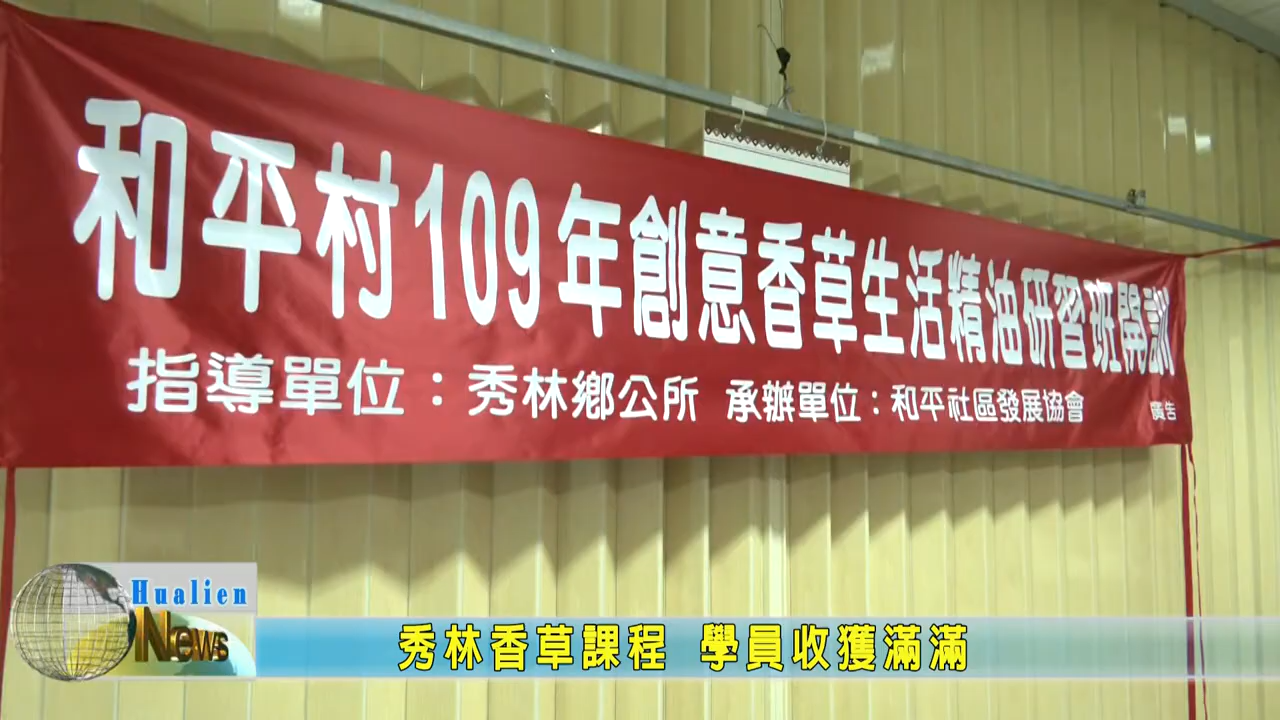 和平村109年創意香草生活精油研習班開訓
指導單位：秀林鄉公所 承辦單位：和平社區發展協會 廣告
Hualien
News
秀林香草課程 學員收獲滿滿